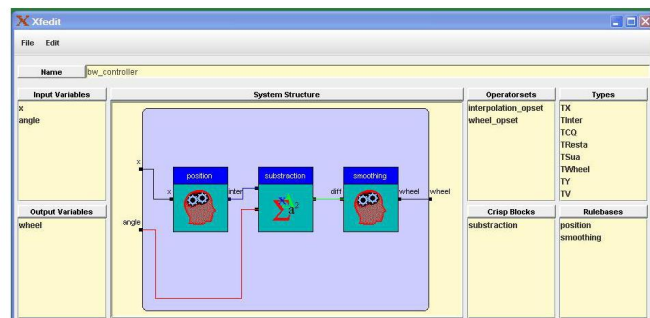 Xfedit
File Edit
Name bw_controller
Input Variables
x
angle
System Structure
x
angle
position
x
inter
substraction
diff
smoothing
wheel
wheel
Operatorsets
interpolation_opset
wheel_opset
Types
TX
TInter
TCQ
TResta
TSua
TWheel
TY
TV
Output Variables
wheel
Crisp Blocks
substraction
Rulebases
position
smoothing